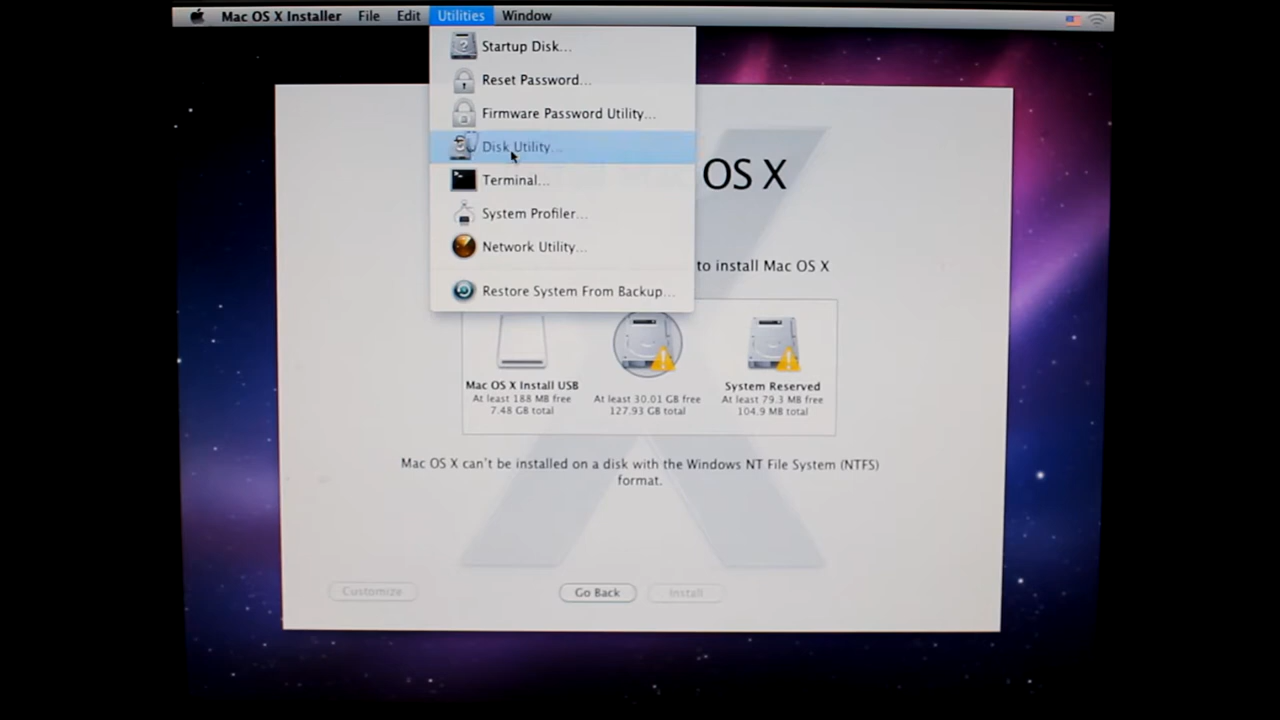 Mac OS X Installer File Edit Utilities Window
Startup Disk...
Reset Password...
Firmware Password Utility...
Disk Utility...
Terminal...
System Profiler...
Network Utility...
Restore System From Backup...
OS X
to install Mac OS X
Mac OS X Install USB
At least 188 MB free
7.48 GB total
At least 30.01 GB free
127.93 GB total
System Reserved
At least 79.3 MB free
104.9 MB total
Mac OS X can't be installed on a disk with the Windows NT File System (NTFS)
format.
Customize Go Back Install